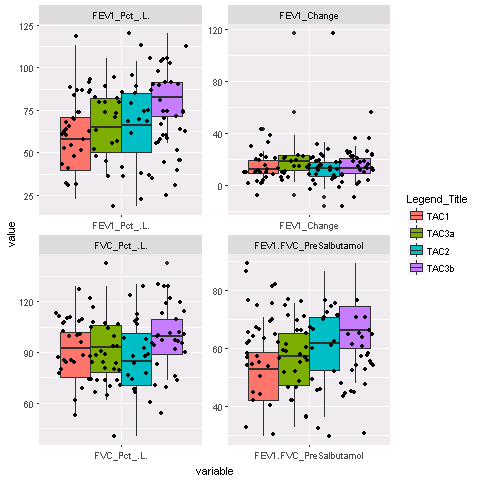 FEV1_Pct_.L.
FEV1_Change
125
100
75
50
25
120
80
40
0
FEV1_Pct_.L.
FEV1_Change
FVC_Pct_.L.
FEV1.FVC_PreSalbutamol
120
90
60
80
60
40
FVC_Pct_.L.
FEV1.FVC_PreSalbutamol
value
variable
Legend_Title
TAC1
TAC3a
TAC2
TAC3b